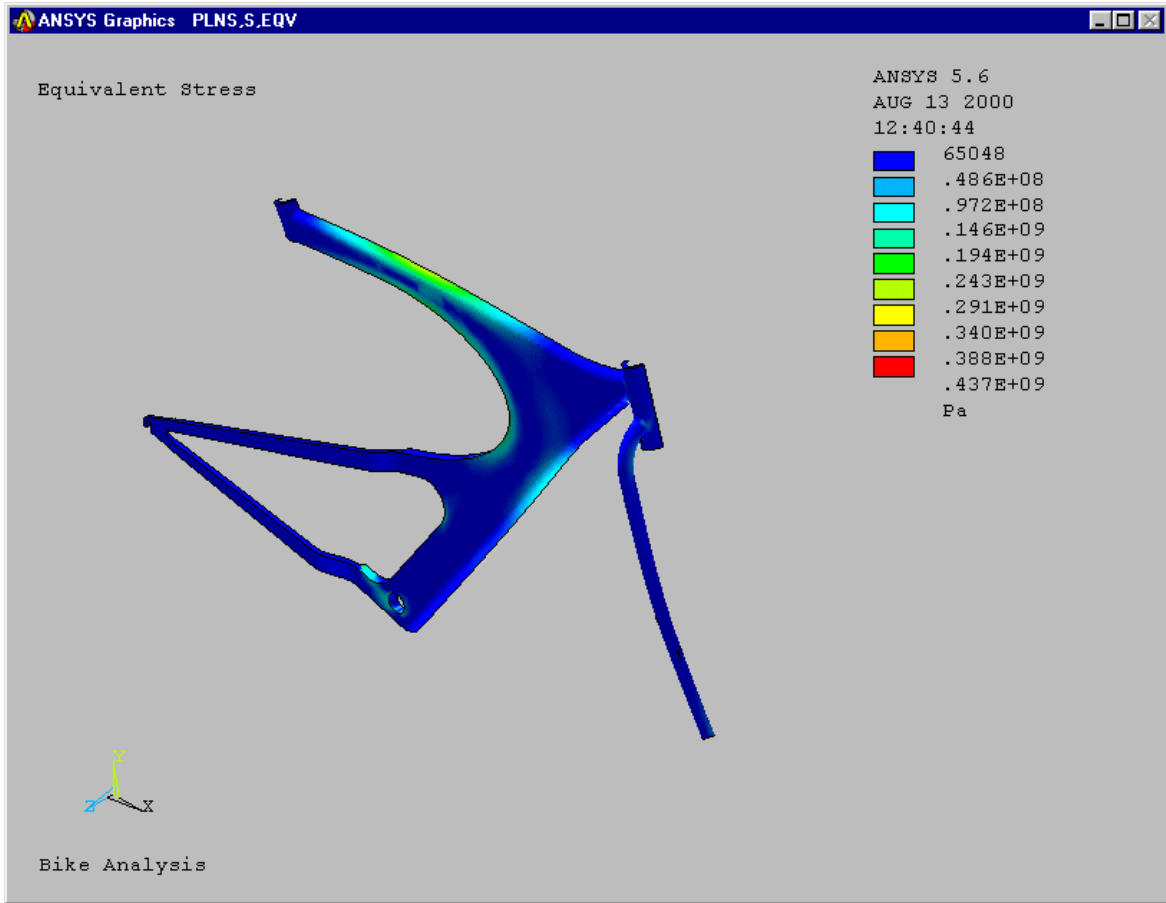 ANSYS Graphics PLNS,S,EQV
Equivalent Stress
ANSYS 5.6
AUG 13 2000
12:40:44
65048
.486E+08
.972E+08
.146E+09
.194E+09
.243E+09
.291E+09
.340E+09
.388E+09
.437E+09
Pa
Y
Z
X
Bike Analysis